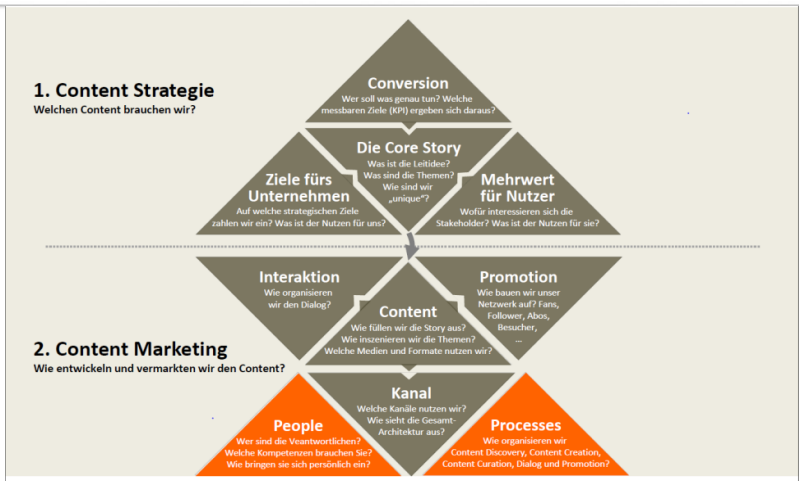 1. Content Strategie
Welchen Content brauchen wir?
Conversion
Wer soll was genau tun? Welche
messbaren Ziele (KPI) ergeben sich daraus?
Die Core Story
Was ist die Leitidee?
Was sind die Themen?
Wie sind wir
„unique“?
Ziele fürs
Unternehmen
Auf welche strategischen Ziele
zahlen wir ein? Was ist der Nutzen für uns?
Mehrwert
für Nutzer
Wofür interessieren sich die
Stakeholder? Was ist der Nutzen für sie?
2. Content Marketing
Wie entwickeln und vermarkten wir den Content?
Interaktion
Wie organisieren
wir den Dialog?
Content
Wie füllen wir die Story aus?
Wie inszenieren wir die Themen?
Welche Medien und Formate nutzen wir?
Promotion
Wie bauen wir unser
Netzwerk auf? Fans,
Follower, Abos,
Besucher,
...
Kanal
Welche Kanäle nutzen wir?
Wie sieht die Gesamt-
Architektur aus?
People
Wer sind die Veantwortlichen?
Welche Kompetenzen brauchen Sie?
Wie bringen sie sich persönlich ein?
Processes
Wie organisieren wir
Content Discovery, Content Creation,
Content Curation, Dialog und Promotion?